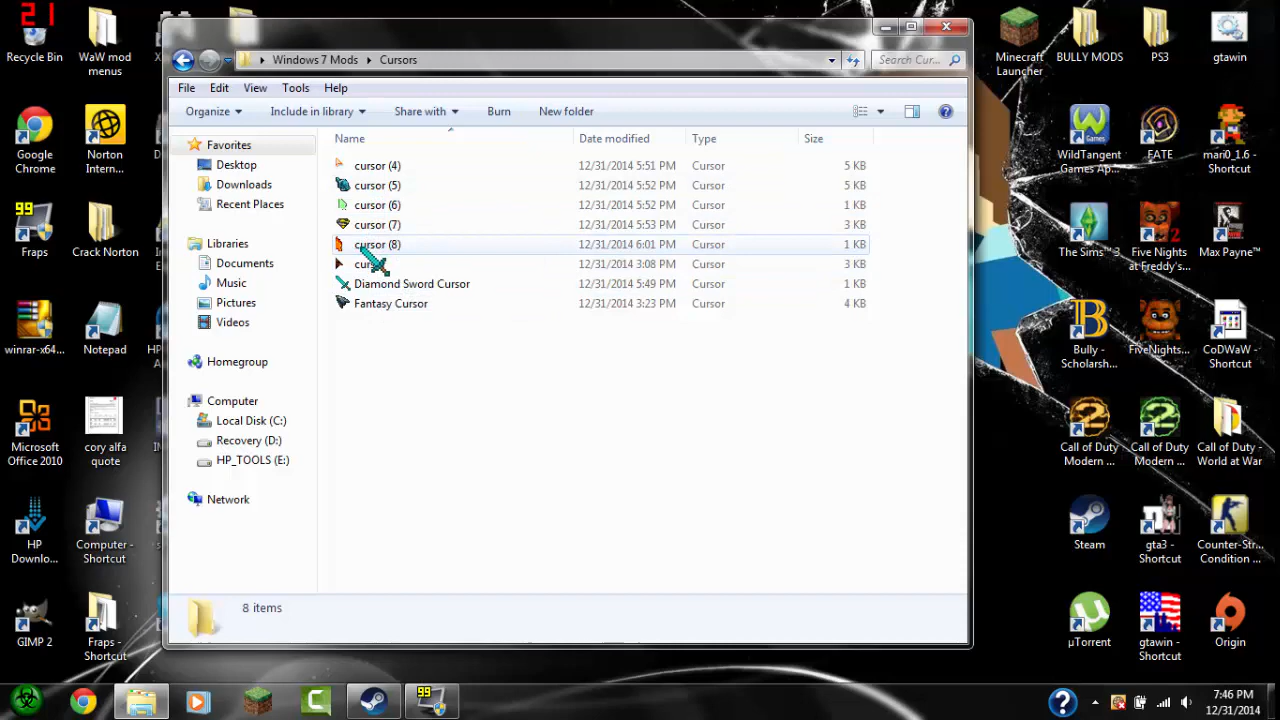 21
Recycle Bin
WaW mod menus
Google Chrome
Norton Intern...
99
Fraps
Crack Norton
winrar-x64...
Notepad
Microsoft Office 2010
cory alfa quote
HP Downlo...
Computer - Shortcut
GIMP 2
Fraps - Shortcut
Windows 7 Mods
Cursors
Search Cur...
File
Edit
View
Tools
Help
Organize
Include in library
Share with
Burn
New folder
Favorites
Desktop
Downloads
Recent Places
Libraries
Documents
Music
Pictures
Videos
Homegroup
Computer
Local Disk (C:)
Recovery (D:)
HP_TOOLS (E:)
Network
Name Date modified Type Size
cursor (4) 12/31/2014 5:51 PM Cursor 5 KB
cursor (5) 12/31/2014 5:52 PM Cursor 5 KB
cursor (6) 12/31/2014 5:52 PM Cursor 5 KB
cursor (7) 12/31/2014 5:53 PM Cursor 3 KB
cursor (8) 12/31/2014 6:01 PM Cursor 1 KB
12/31/2014 3:08 PM Cursor 3 KB
Diamond Sword Cursor 12/31/2014 5:49 PM Cursor 1 KB
Fantasy Cursor 12/31/2014 3:23 PM Cursor 4 KB
8 items
Minecraft Launcher
BULLY MODS
PS3
gtawin
WildTangent Games Ap...
FATE
mari0_1.6 - Shortcut
The Sims™ 3
Five Nights at Freddy's...
Max Payne™
Bully - Scholarsh...
FiveNights...
CoDWaW - Shortcut
Call of Duty Modern ...
Call of Duty Modern ...
Call of Duty - World at War
Steam
gta3 - Shortcut
Counter-Str... Condition ...
µTorrent
gtawin - Shortcut
Origin
99
7:46 PM
12/31/2014